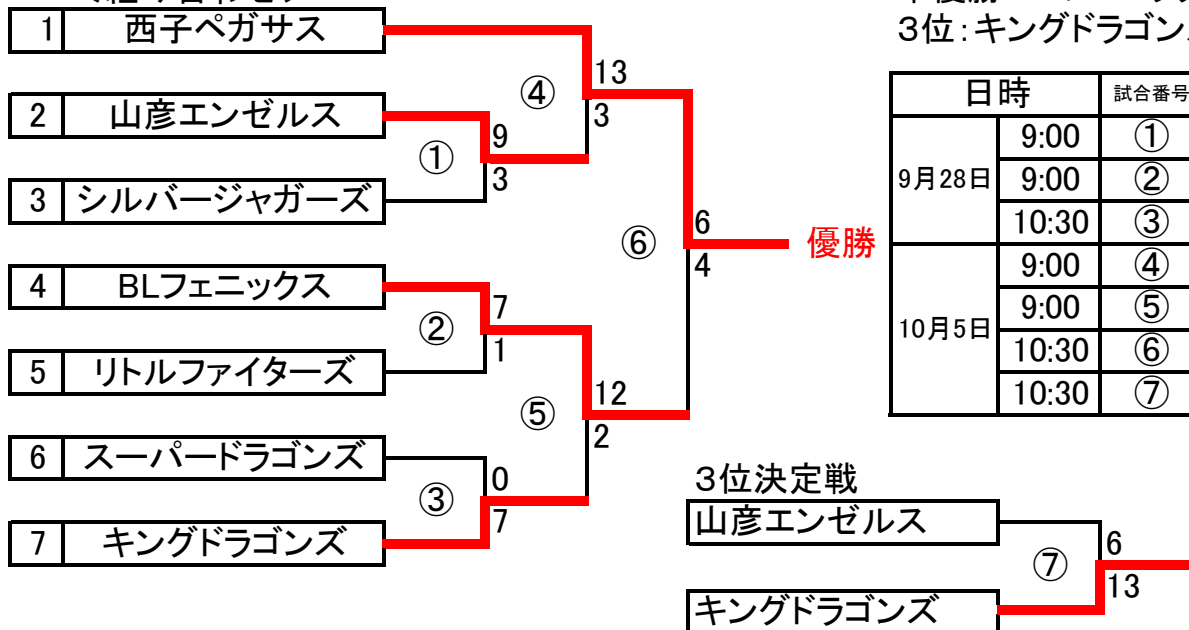 1 西子ペガサス
2 山彦エンゼルス
3 シルバージャガーズ
4 BLフェニックス
5 リトルファイターズ
6 スーパードラゴンズ
7 キングドラゴンズ
①
9
3
②
7
1
③
0
7
④
13
3
⑤
12
2
⑥
6
4
優勝
3位:キングドラゴン
日時 試合番号
9月28日 9:00 ①
9:00 ②
10:30 ③
10月5日 9:00 ④
9:00 ⑤
10:30 ⑥
10:30 ⑦
3位決定戦
山彦エンゼルス
キングドラゴンズ
⑦
6
13